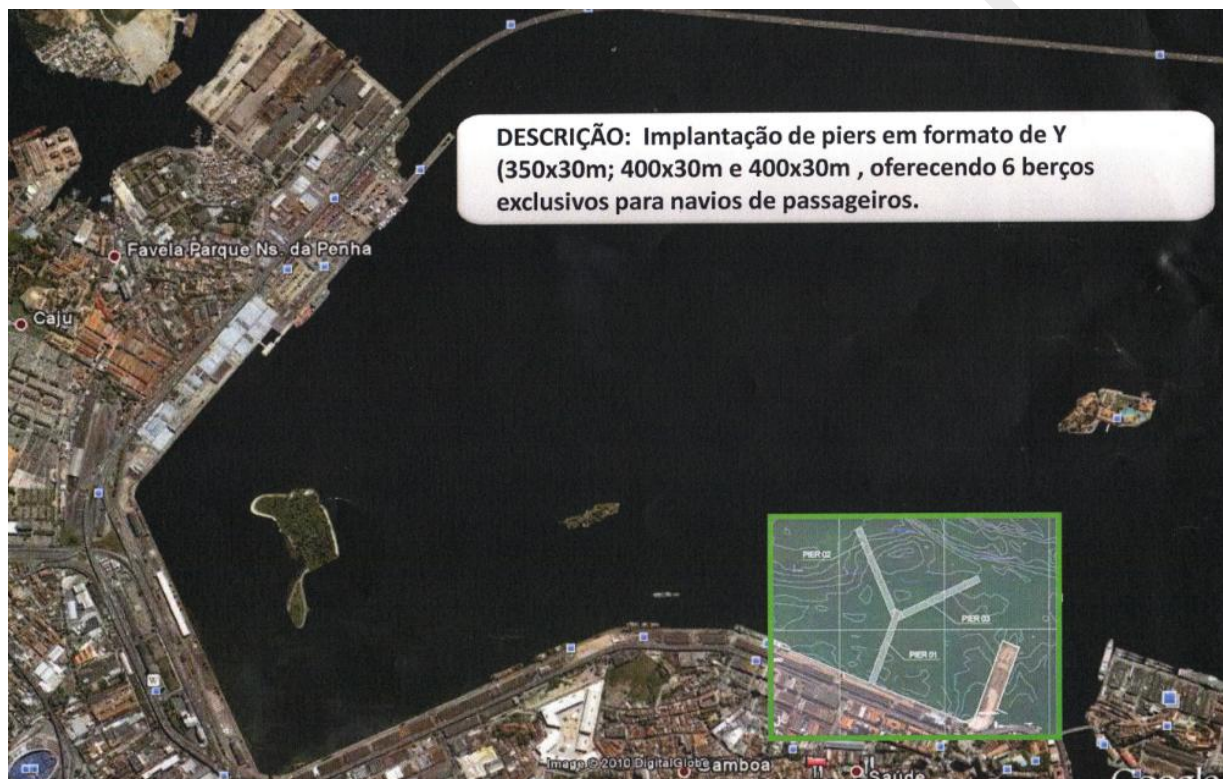 DESCRIÇÃO: Implantação de piers em formato de Y
(350x30m; 400x30m e 400x30m , oferecendo 6 berços
exclusivos para navios de passageiros.
Favela Parque Ns. da Penha
Caju
PIER 02
PIER 03
PIER 01
Image © 2010 DigitalGlobe
Gamboa
Saúde